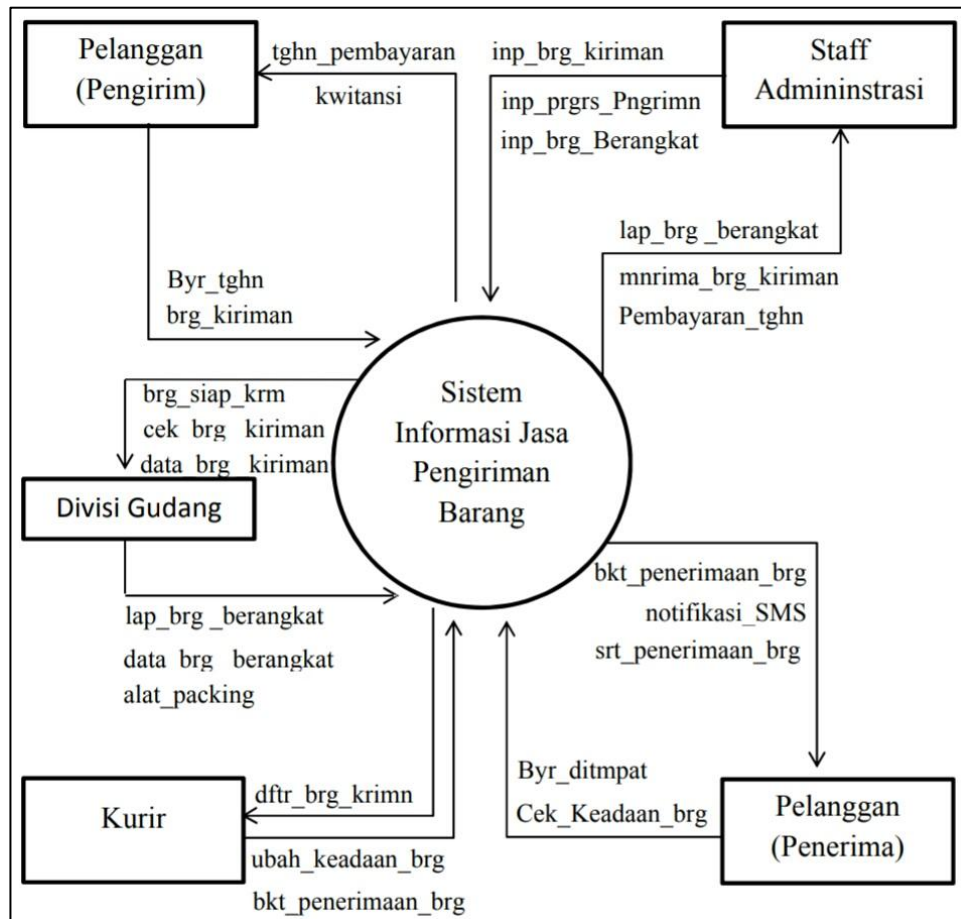 Pelanggan
(Pengirim)
tghn_pembayaran
kwitansi
inp_brg_kiriman
inp_prgrs_Pngrimn
inp_brg_Berangkat
Staff
Admininstrasi
Byr_tghn
brg_kiriman
lap_brg _berangkat
mnrima_brg_kiriman
Pembayaran_tghn
brg_siap_krm
cek brg kiriman
data brg kiriman
Sistem
Informasi Jasa
Pengiriman
Barang
Divisi Gudang
lap_brg _berangkat
data brg berangkat
alat_packing
bkt_penerimaan_brg
notifikasi_SMS
srt_penerimaan_brg
Kurir
dftr_brg_krimn
ubah_keadaan_brg
bkt_penerimaan_brg
Byr_ditmpat
Cek_Keadaan_brg
Pelanggan
(Penerima)